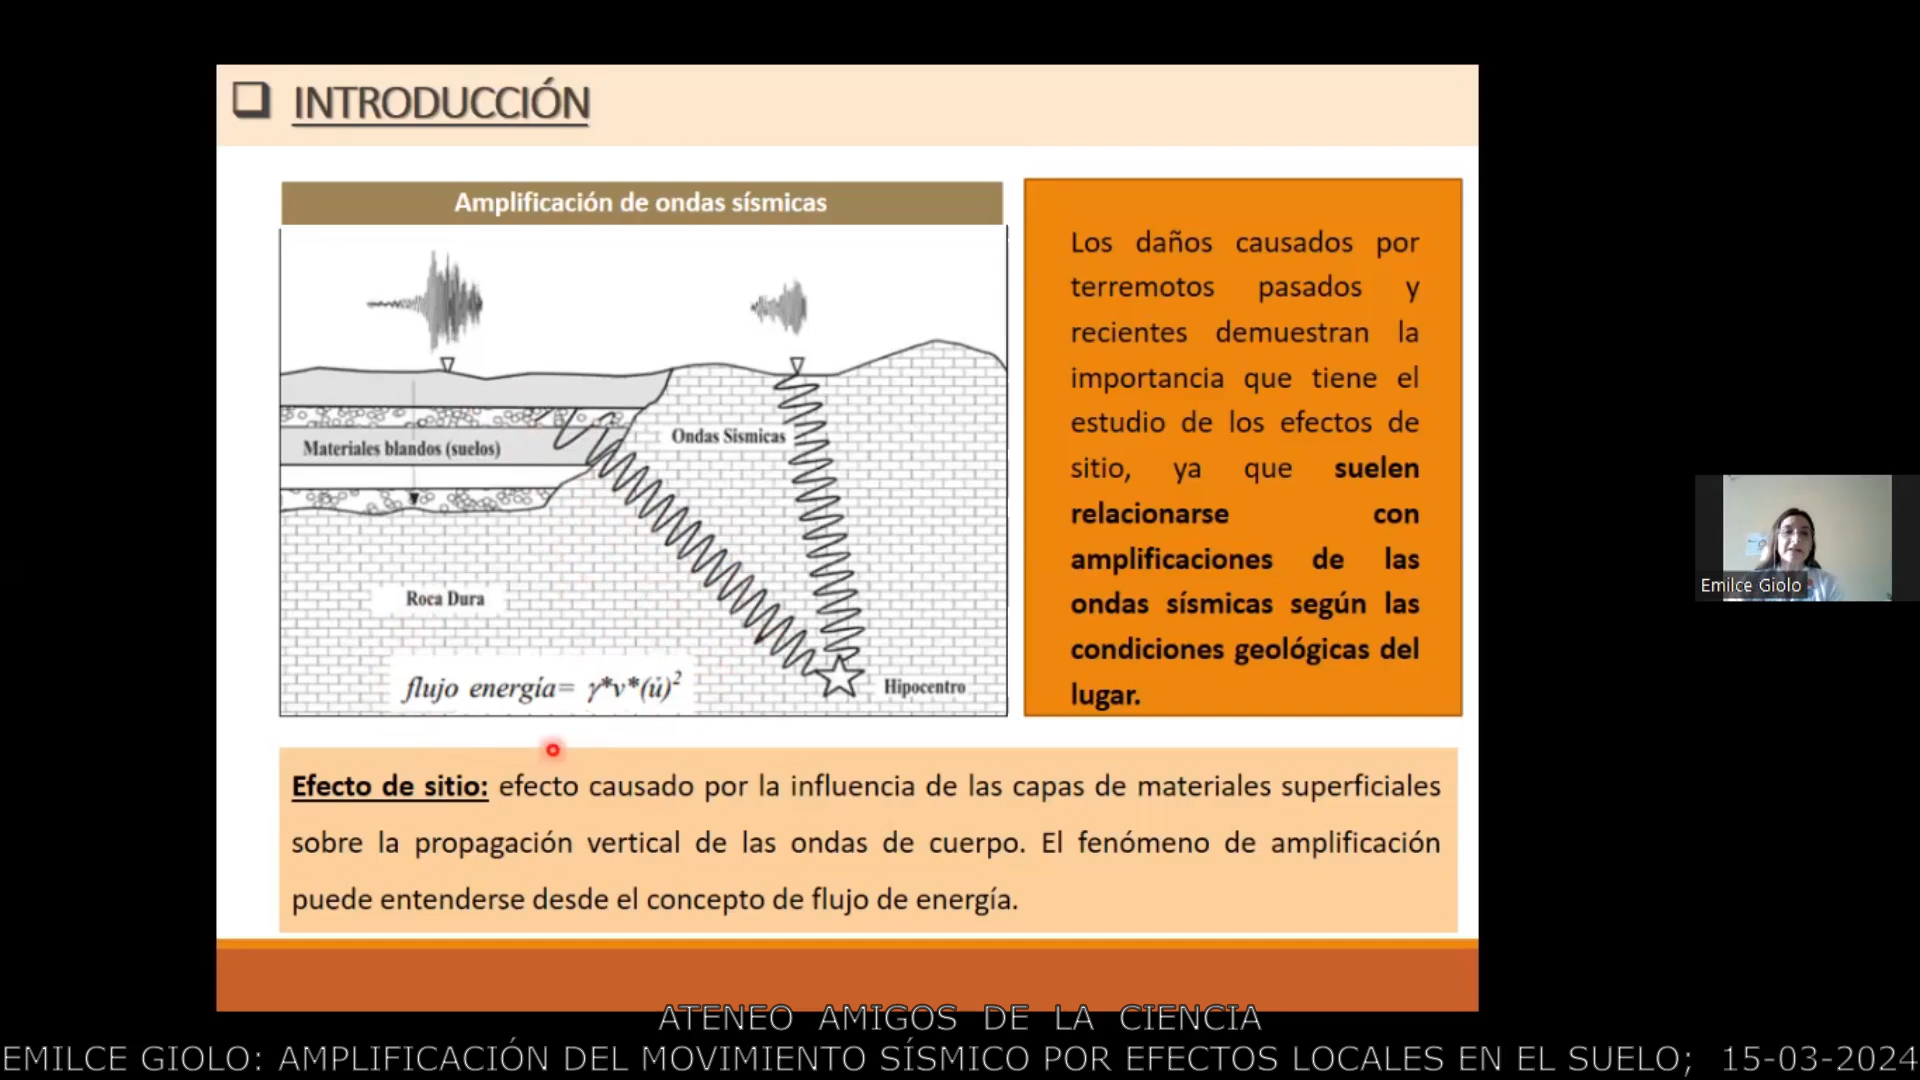 INTRODUCCIÓN
Amplificación de ondas sísmicas
Materiales blandos (suelos)
Ondas Sísmicas
Roca Dura
flujo energía= γ*v*(u̇)²
Hipocentro
Los daños causados por
terremotos pasados y
recientes demuestran la
importancia que tiene el
estudio de los efectos de
sitio, ya que suelen
relacionarse con
amplificaciones de las
ondas sísmicas según las
condiciones geológicas del
lugar.
Efecto de sitio: efecto causado por la influencia de las capas de materiales superficiales
sobre la propagación vertical de las ondas de cuerpo. El fenómeno de amplificación
puede entenderse desde el concepto de flujo de energía.
Emilce Giolo
ATENEO AMIGOS DE LA CIENCIA
EMILCE GIOLO: AMPLIFICACIÓN DEL MOVIMIENTO SÍSMICO POR EFECTOS LOCALES EN EL SUELO; 15-03-2024